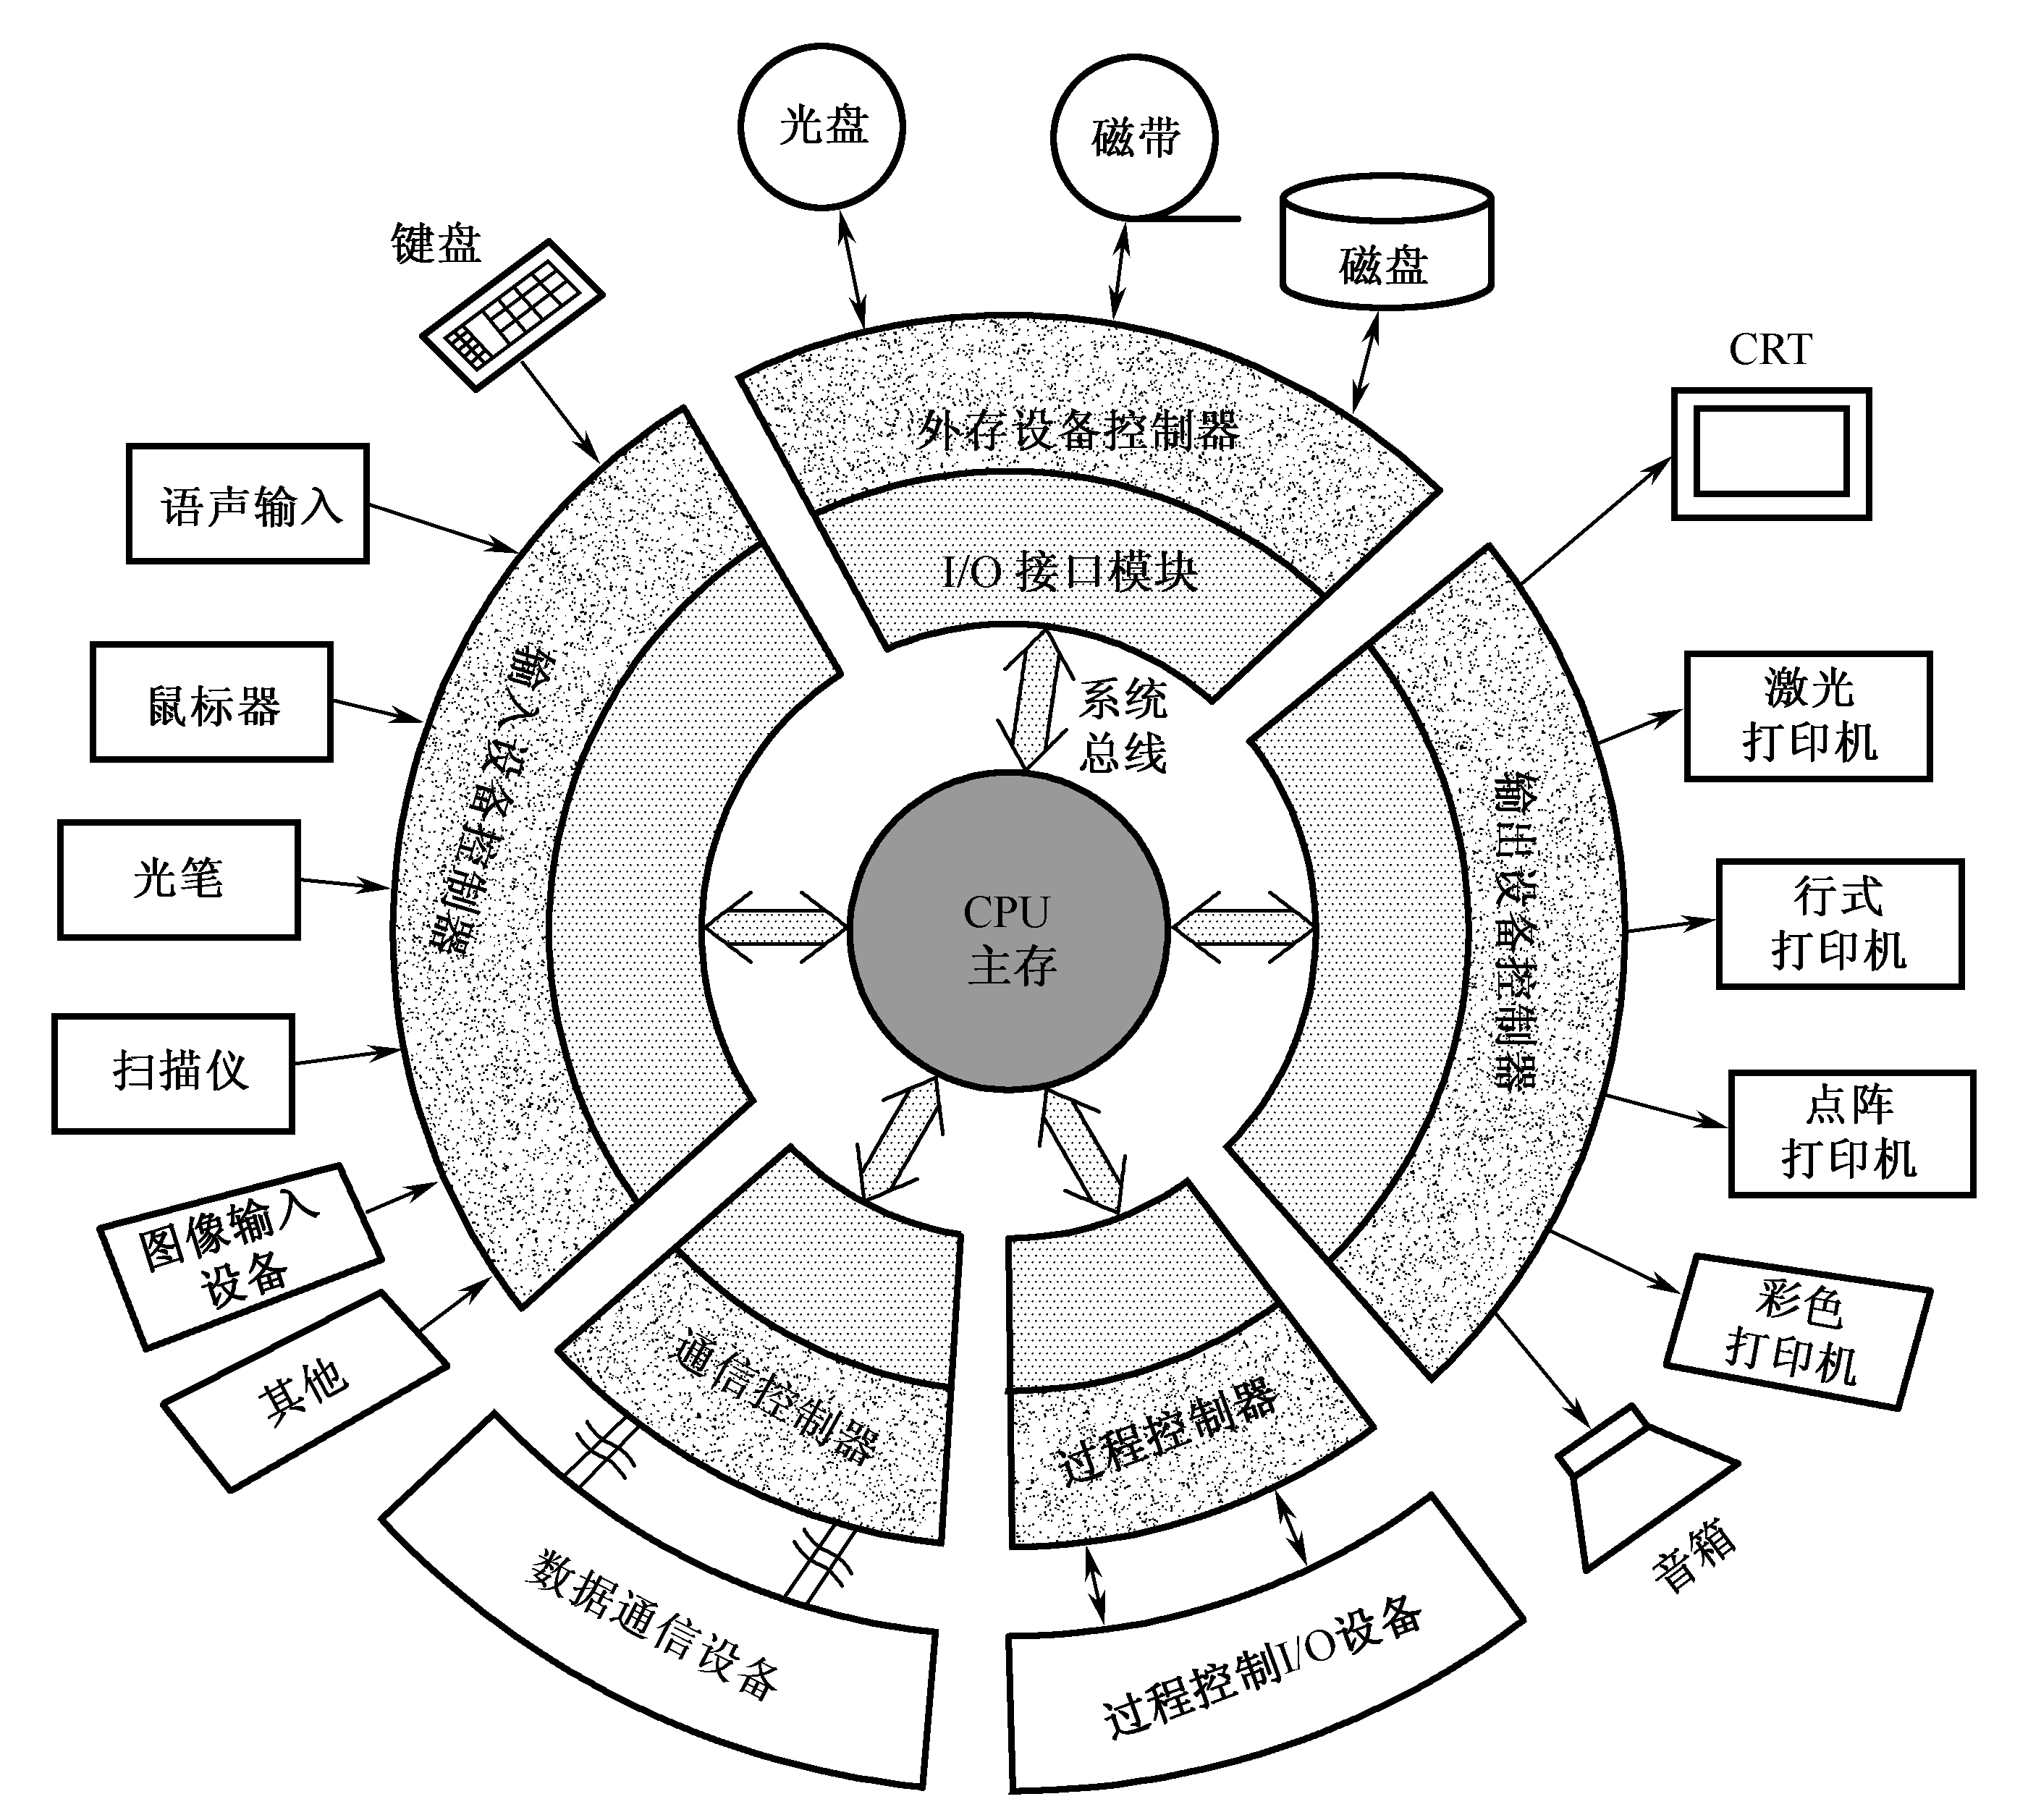 光盘
磁带
磁盘
键盘
CRT
外存设备控制器
语声输入
I/O 接口模块
鼠标器
输入设备控制器
系统
总线
激光
打印机
输出设备控制器
光笔
CPU
主存
行式
打印机
扫描仪
点阵
打印机
图像输入
设备
彩色
打印机
其他
通信控制器
过程控制器
音箱
数据通信设备
过程控制I/O设备